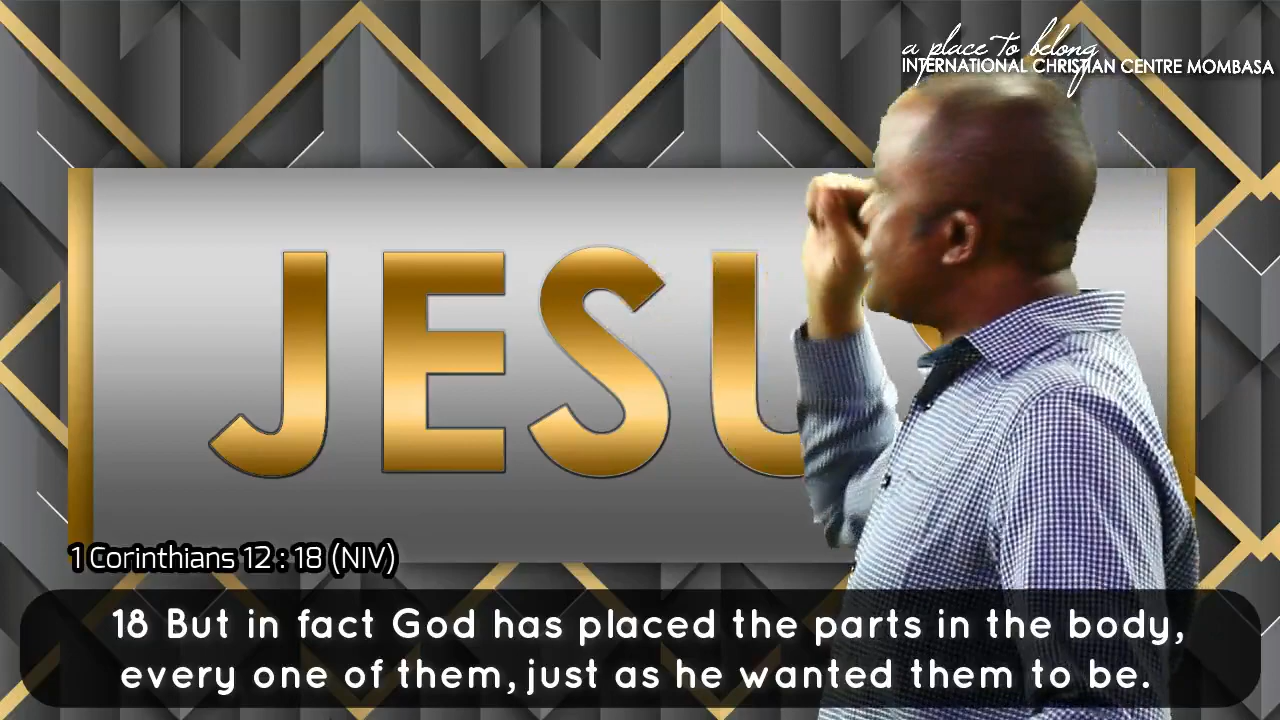 a place to belong
INTERNATIONAL CHRISTIAN CENTRE MOMBASA
JESU
1 Corinthians 12 : 18 (NIV)
18 But in fact God has placed the parts in the body,
every one of them, just as he wanted them to be.